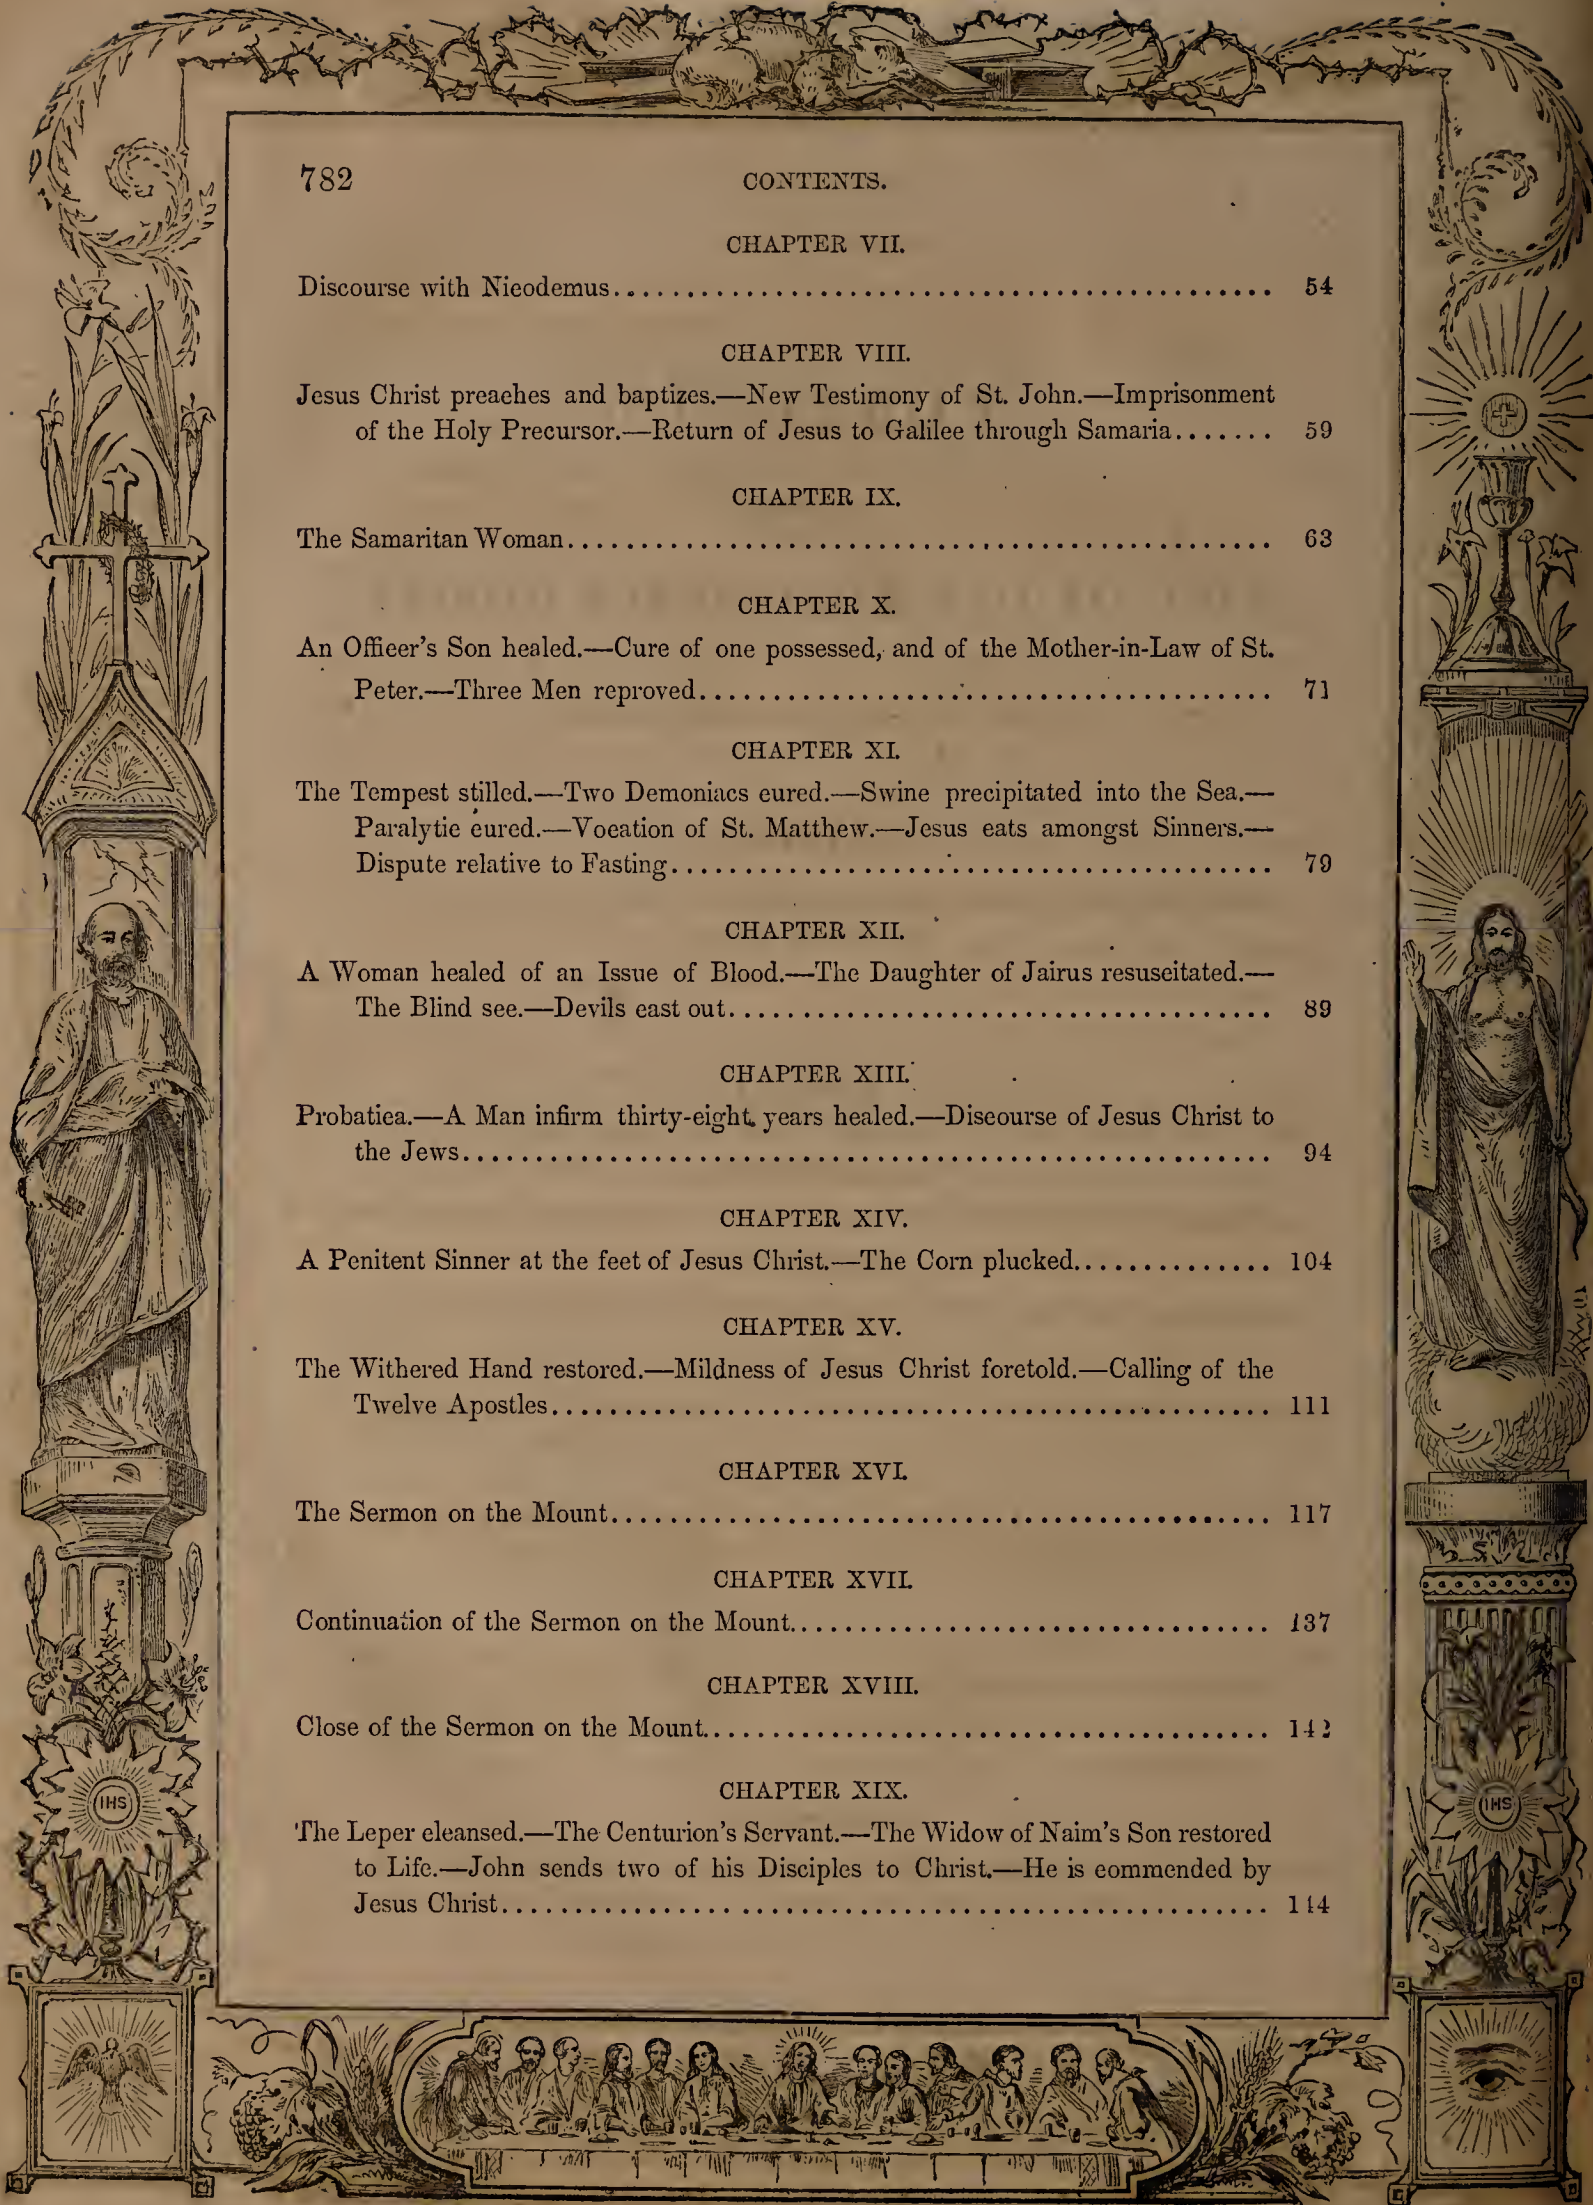 782 CONTENTS.
CHAPTER VII.
Discourse with Nicodemus.................................................. 54
CHAPTER VIII.
Jesus Christ preaches and baptizes.—New Testimony of St. John.—Imprisonment
of the Holy Precursor.—Return of Jesus to Galilee through Samaria....... 59
CHAPTER IX.
The Samaritan Woman.................................................. 63
CHAPTER X.
An Officer's Son healed.—Cure of one possessed, and of the Mother-in-Law of St.
Peter.—Three Men reproved........................................ 71
CHAPTER XI.
The Tempest stilled.—Two Demoniacs cured.—Swine precipitated into the Sea.—
Paralytic cured.—Vocation of St. Matthew.—Jesus eats amongst Sinners.—
Dispute relative to Fasting.......................................... 79
CHAPTER XII.
A Woman healed of an Issue of Blood.—The Daughter of Jairus resuscitated.—
The Blind see.—Devils cast out...................................... 89
CHAPTER XIII.
Probatica.—A Man infirm thirty-eight years healed.—Discourse of Jesus Christ to
the Jews........................................................ 94
CHAPTER XIV.
A Penitent Sinner at the feet of Jesus Christ.—The Corn plucked.............. 104
CHAPTER XV.
The Withered Hand restored.—Mildness of Jesus Christ foretold.—Calling of the
Twelve Apostles.................................................. 111
CHAPTER XVI.
The Sermon on the Mount.............................................. 117
CHAPTER XVII.
Continuation of the Sermon on the Mount................................. 137
CHAPTER XVIII.
Close of the Sermon on the Mount....................................... 142
CHAPTER XIX.
The Leper cleansed.—The Centurion's Servant.—The Widow of Naim's Son restored
to Life.—John sends two of his Disciples to Christ.—He is commended by
Jesus Christ..................................................... 144
IHS
IHS